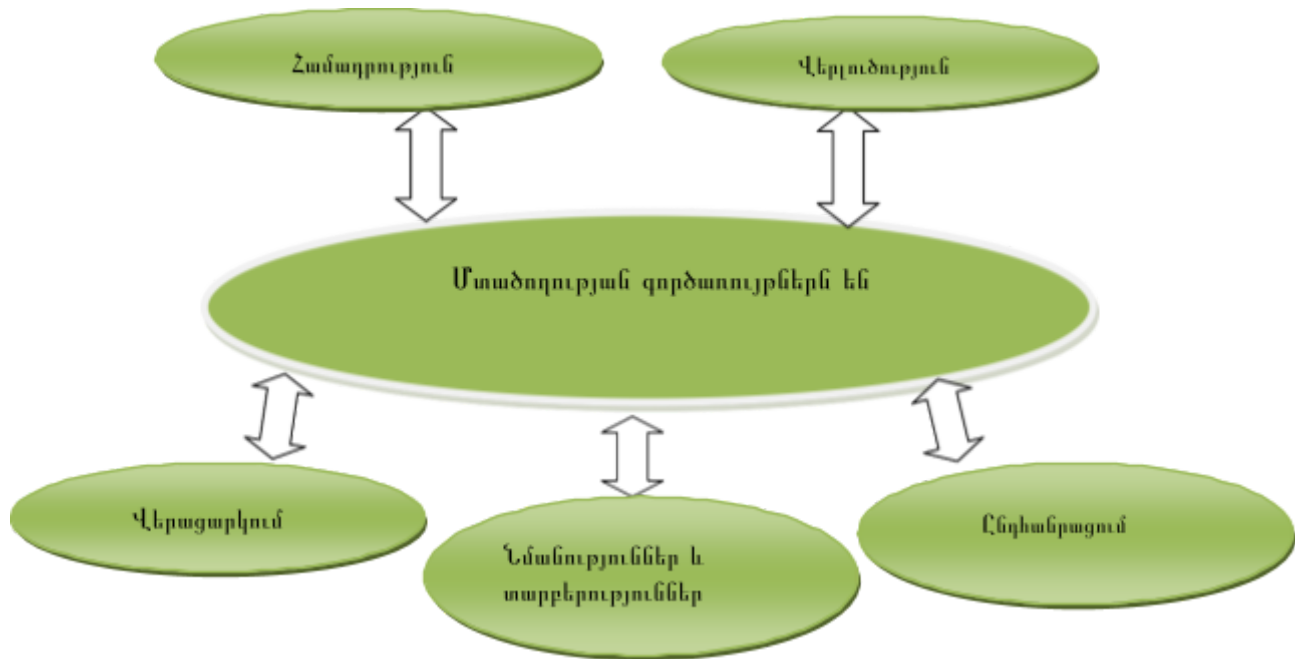 Համադրություն
Վերլուծություն
Մտածողության գործառույթներն են
Վերացարկում
Նմանություններ և
տարբերություններ
Ընդհանրացում